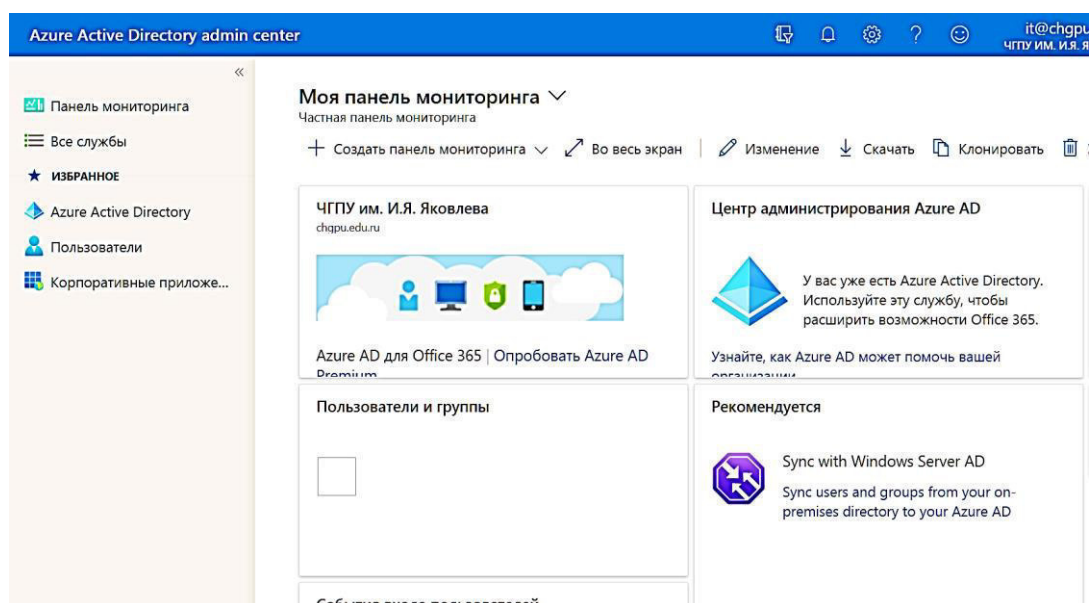 Azure Active Directory admin center
it@chgpu
ЧГПУ ИМ. И.Я. Я
«
Панель мониторинга
Все службы
ИЗБРАННОЕ
Azure Active Directory
Пользователи
Корпоративные приложе...
Моя панель мониторинга
Частная панель мониторинга
Создать панель мониторинга
Во весь экран
Изменение
Скачать
Клонировать
ЧГПУ им. И.Я. Яковлева
chgpu.edu.ru
Azure AD для Office 365 | Опробовать Azure AD
Premium
Центр администрирования Azure AD
У вас уже есть Azure Active Directory.
Используйте эту службу, чтобы
расширить возможности Office 365.
Узнайте, как Azure AD может помочь вашей
организации
Пользователи и группы
Рекомендуется
Sync with Windows Server AD
Sync users and groups from your on-
premises directory to your Azure AD
События входа пользователей